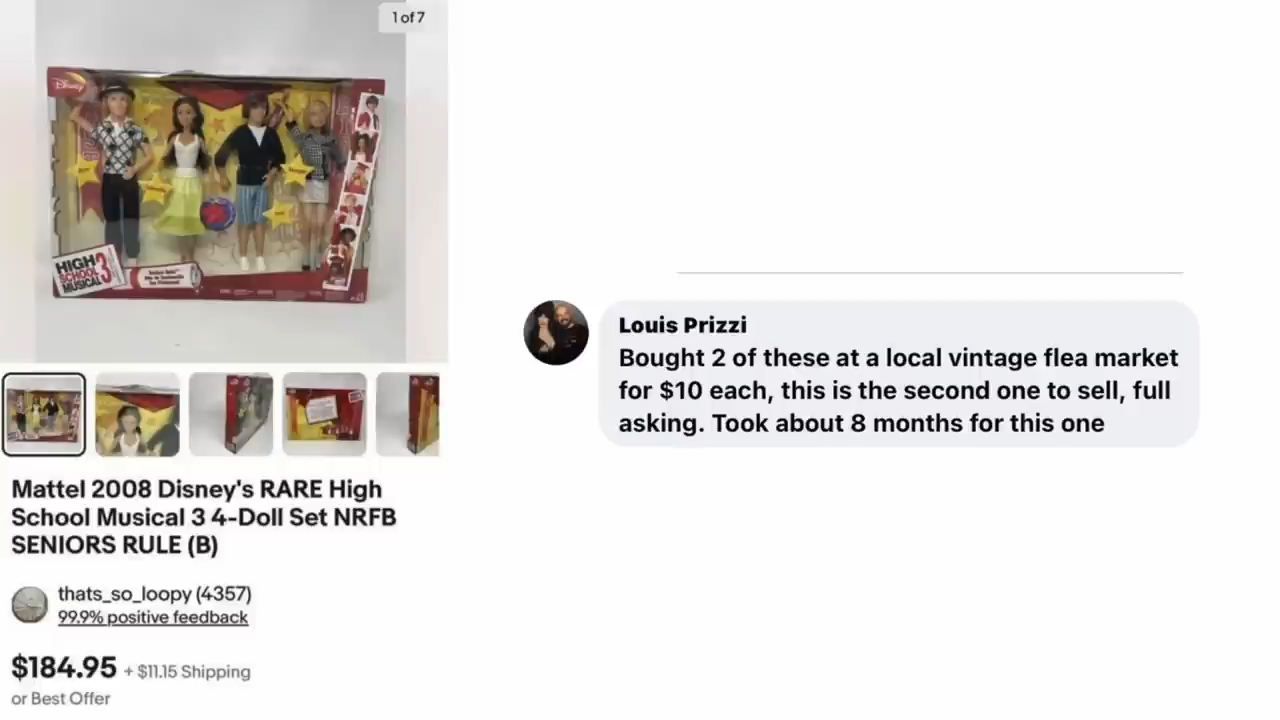 1 of 7
Disney
HIGH
SCHOOL
MUSICAL
3
Mattel 2008 Disney's RARE High
School Musical 3 4-Doll Set NRFB
SENIORS RULE (B)
thats_so_loopy (4357)
99.9% positive feedback
$184.95 + $11.15 Shipping
or Best Offer
Louis Prizzi
Bought 2 of these at a local vintage flea market
for $10 each, this is the second one to sell, full
asking. Took about 8 months for this one